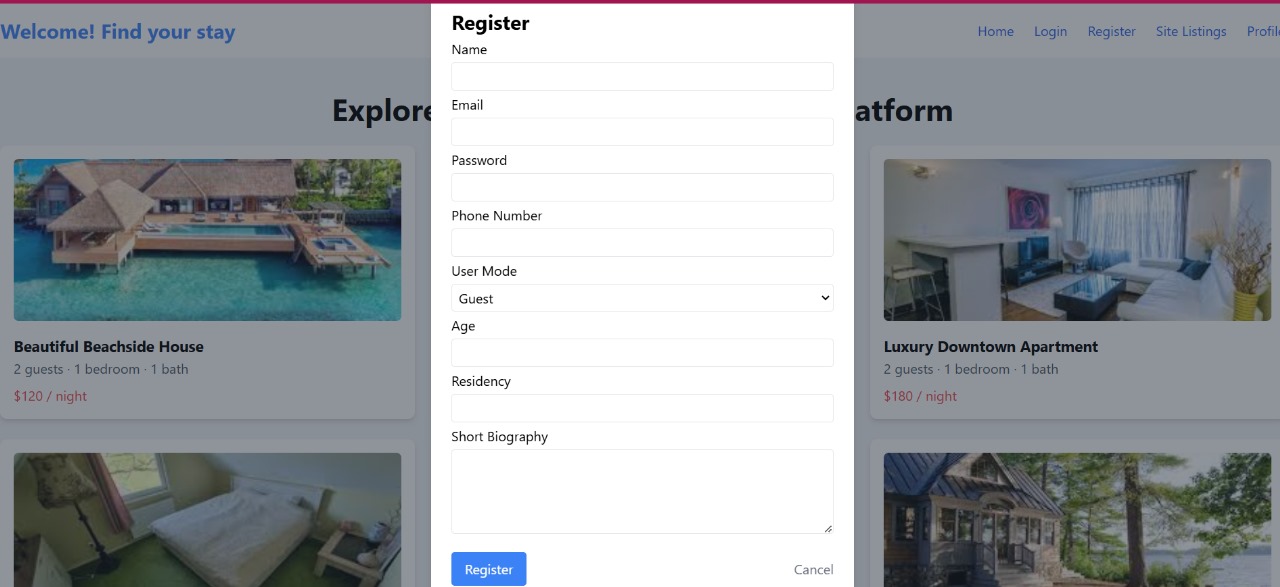 Welcome! Find your stay
Home Login Register Site Listings
Explore
atform
Register
Name
Email
Password
Phone Number
User Mode
Guest
Age
Residency
Short Biography
Register Cancel
Beautiful Beachside House
2 guests · 1 bedroom · 1 bath
$120 / night
Luxury Downtown Apartment
2 guests · 1 bedroom · 1 bath
$180 / night